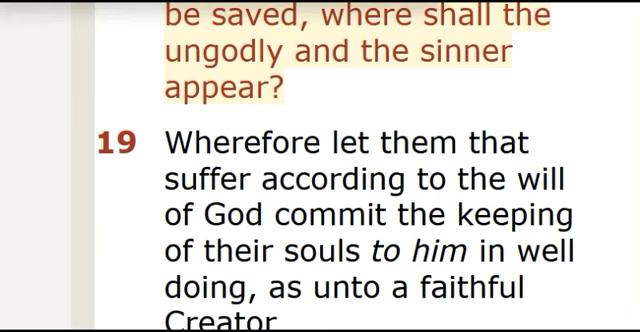 be saved, where shall the
ungodly and the sinner
appear?
19 Wherefore let them that
suffer according to the will
of God commit the keeping
of their souls to him in well
doing, as unto a faithful
Creator